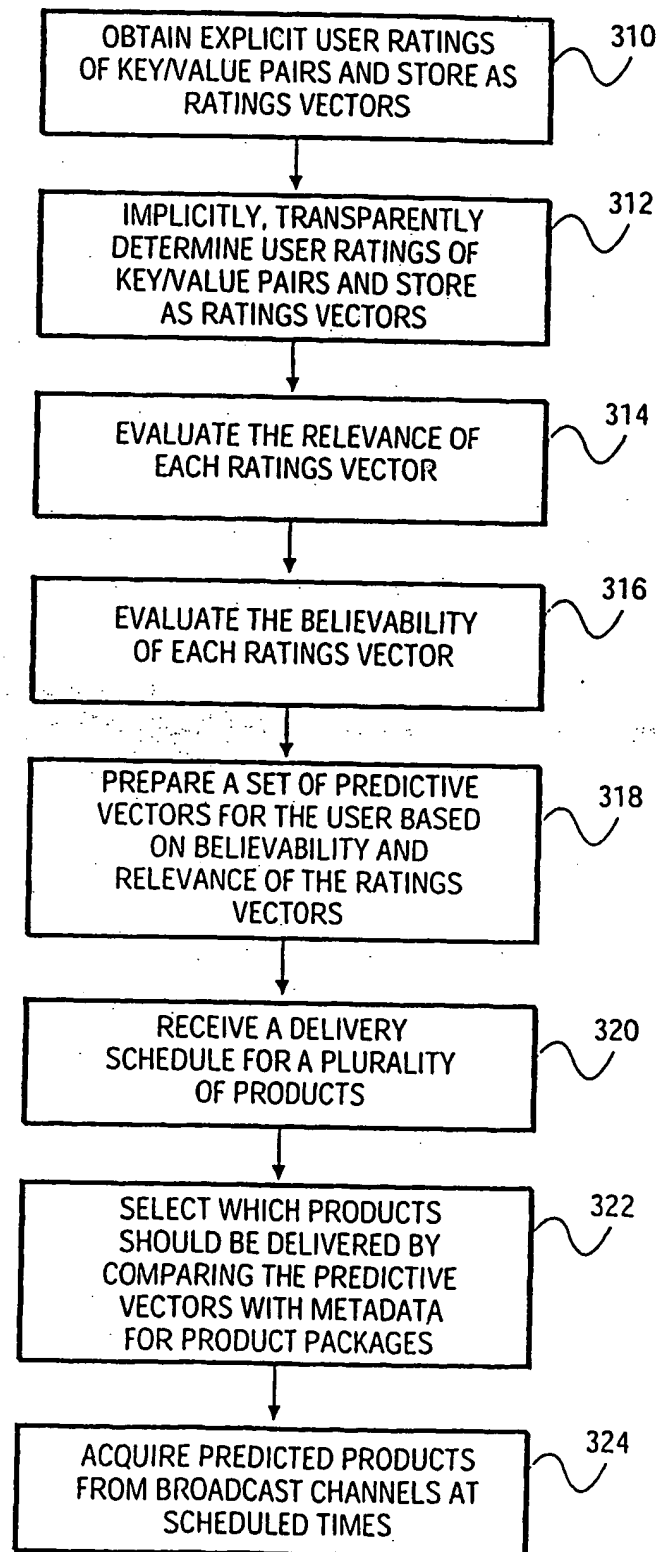 OBTAIN EXPLICIT USER RATINGS
OF KEY/VALUE PAIRS AND STORE AS
RATINGS VECTORS
310
IMPLICITLY, TRANSPARENTLY
DETERMINE USER RATINGS OF
KEY/VALUE PAIRS AND STORE
AS RATINGS VECTORS
312
EVALUATE THE RELEVANCE OF
EACH RATINGS VECTOR
314
EVALUATE THE BELIEVABILITY
OF EACH RATINGS VECTOR
316
PREPARE A SET OF PREDICTIVE
VECTORS FOR THE USER BASED
ON BELIEVABILITY AND
RELEVANCE OF THE RATINGS
VECTORS
318
RECEIVE A DELIVERY
SCHEDULE FOR A PLURALITY
OF PRODUCTS
320
SELECT WHICH PRODUCTS
SHOULD BE DELIVERED BY
COMPARING THE PREDICTIVE
VECTORS WITH METADATA
FOR PRODUCT PACKAGES
322
ACQUIRE PREDICTED PRODUCTS
FROM BROADCAST CHANNELS AT
SCHEDULED TIMES
324